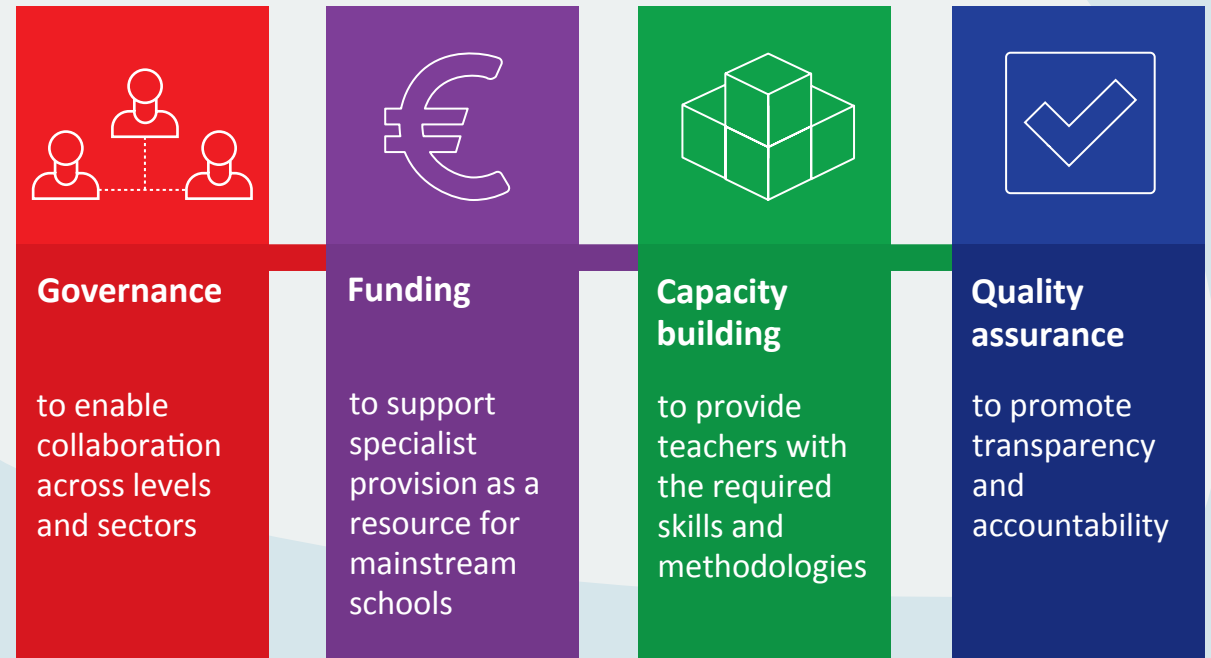 Governance
to enable
collaboration
across levels
and sectors
Funding
to support
specialist
provision as a
resource for
mainstream
schools
Capacity
building
to provide
teachers with
the required
skills and
methodologies
Quality
assurance
to promote
transparency
and
accountability